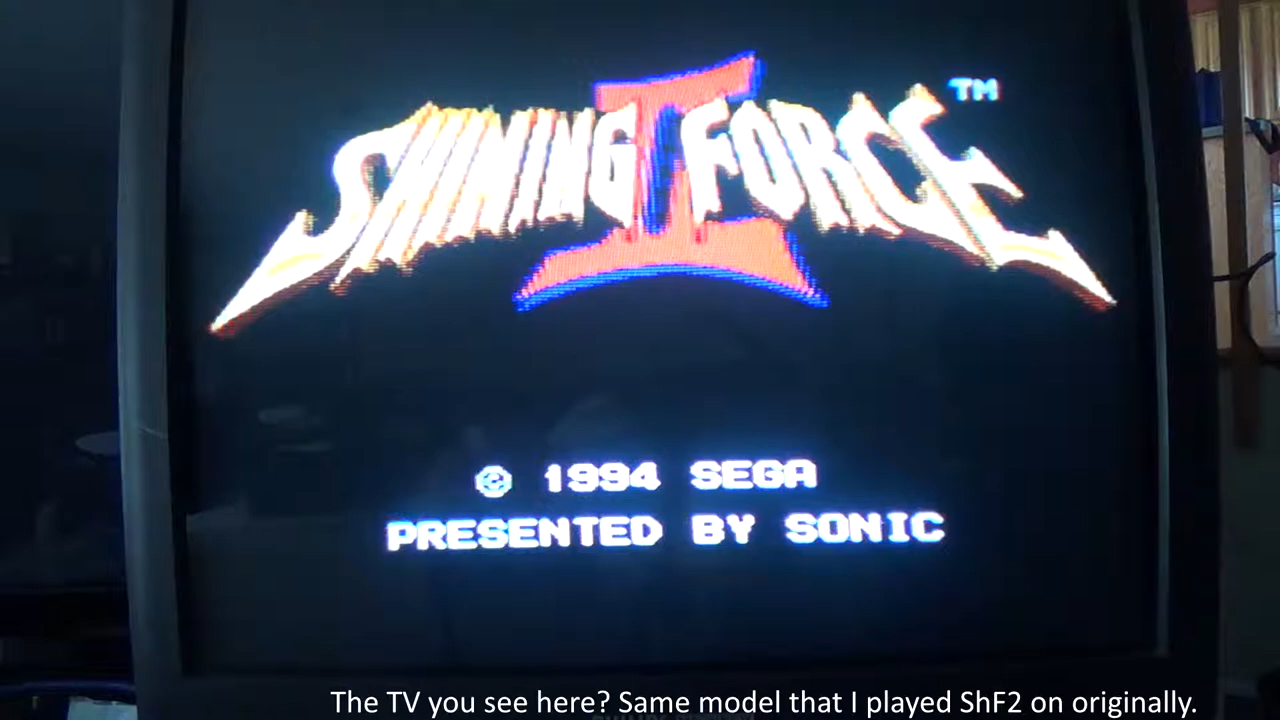 SHINING II FORCE ™
© 1994 SEGA
PRESENTED BY SONIC
The TV you see here? Same model that I played ShF2 on originally.